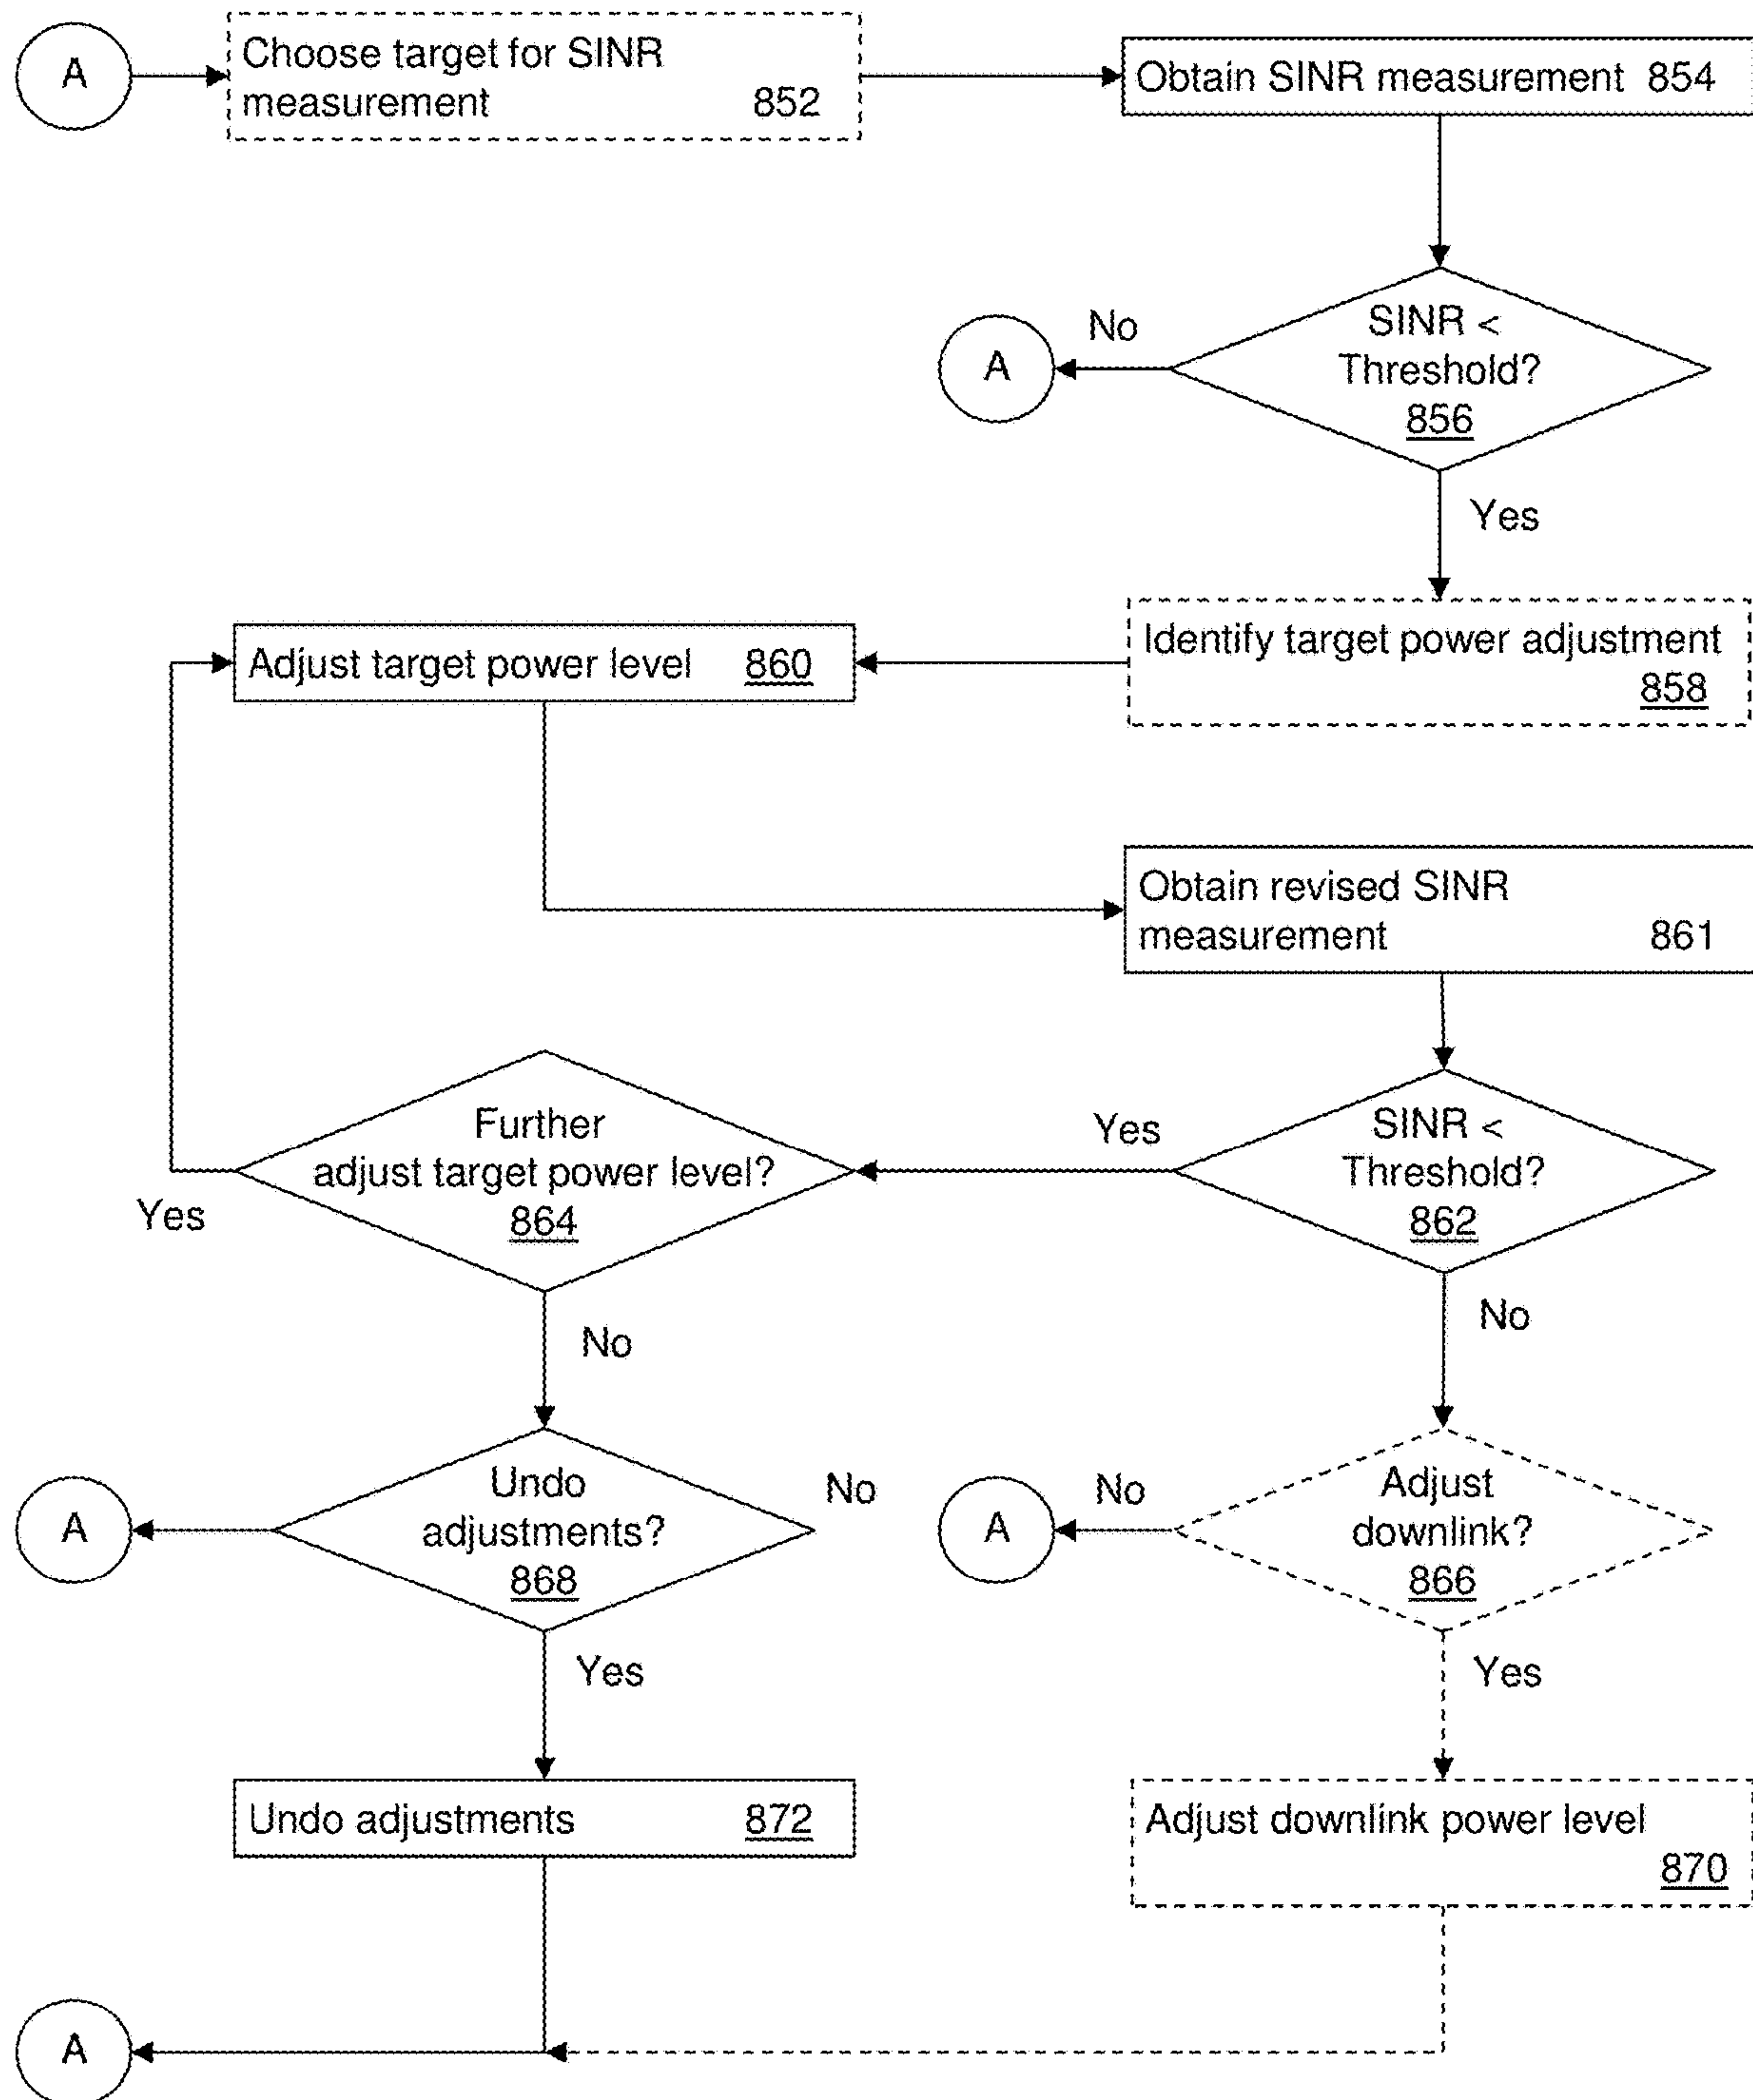 A
Choose target for SINR
measurement 852
Obtain SINR measurement 854
SINR <
Threshold?
856
No
A
Yes
Identify target power adjustment
858
Adjust target power level 860
Obtain revised SINR
measurement 861
SINR <
Threshold?
862
Yes
Further
adjust target power level?
864
Yes
No
No
Undo
adjustments?
868
No
A
Adjust
downlink?
866
No
A
Yes
Yes
Undo adjustments 872
Adjust downlink power level
870
A